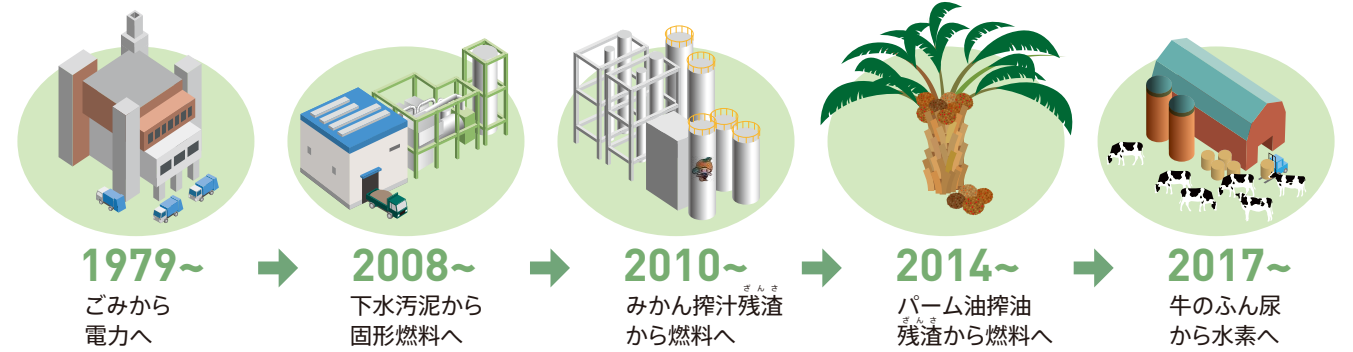 1979~
ごみから
電力へ
2008~
下水汚泥から
固形燃料へ
2010~
ざんさ
みかん搾汁残渣
から燃料へ
2014~
パーム油搾油
ざんさ
残渣から燃料へ
2017~
牛のふん尿
から水素へ